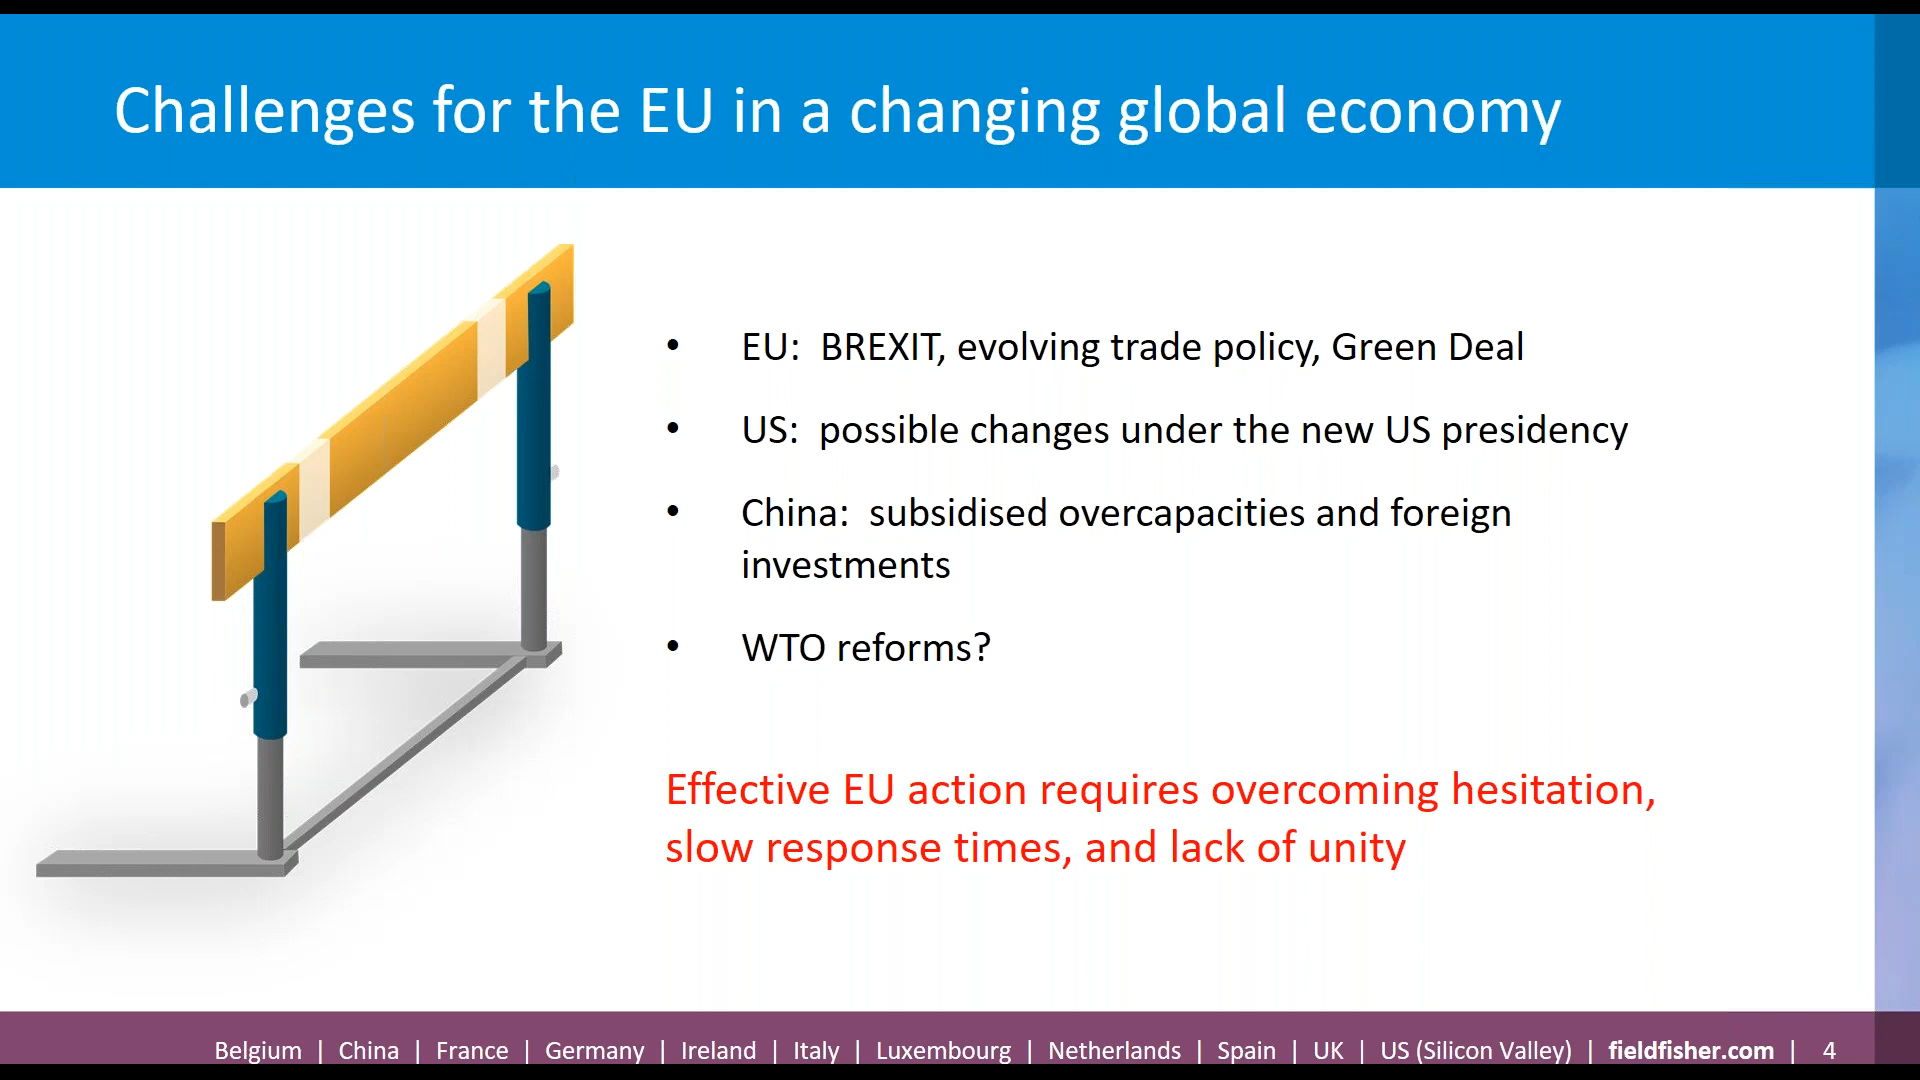 Challenges for the EU in a changing global economy
• EU:  BREXIT, evolving trade policy, Green Deal
• US:  possible changes under the new US presidency
• China:  subsidised overcapacities and foreign
investments
• WTO reforms?
Effective EU action requires overcoming hesitation,
slow response times, and lack of unity
Belgium | China | France | Germany | Ireland | Italy | Luxembourg | Netherlands | Spain | UK | US (Silicon Valley) | fieldfisher.com | 4